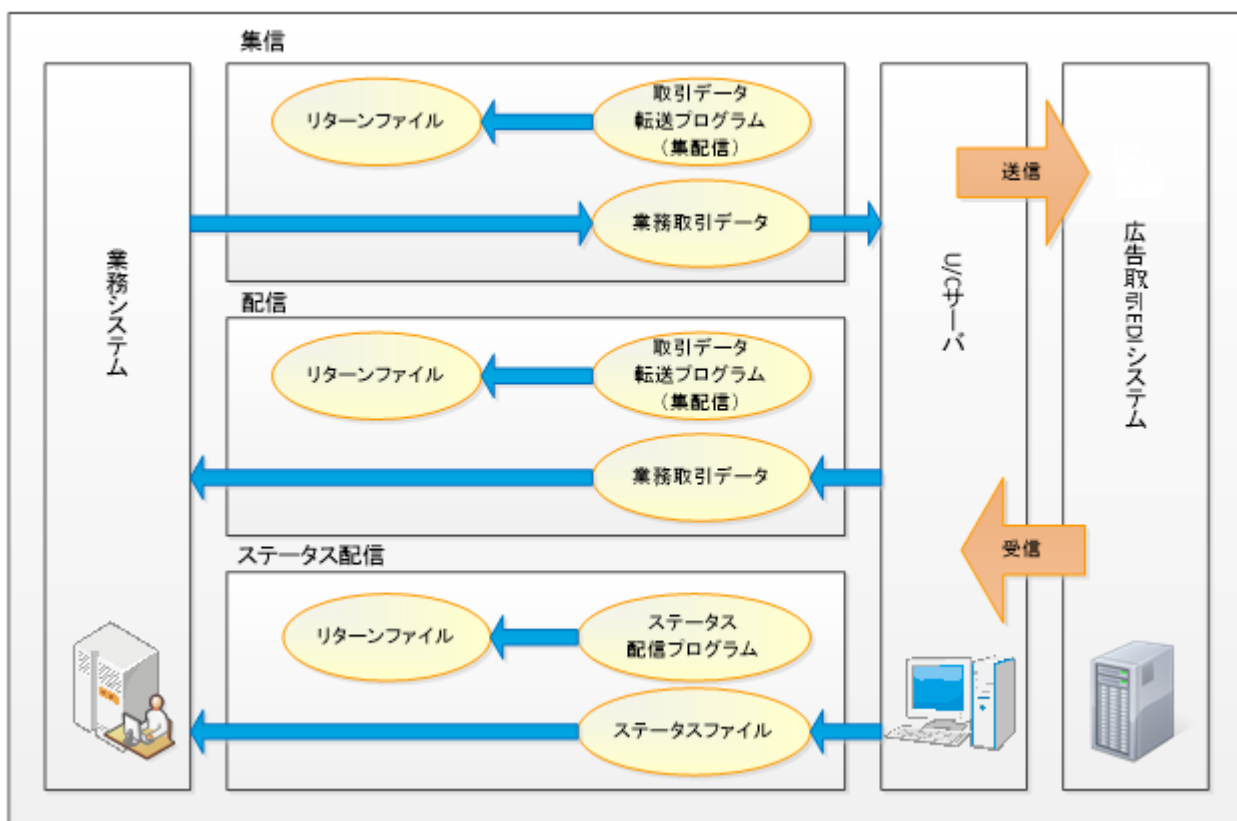 集信
業務システム
リターンファイル
取引データ
転送プログラム
（集配信）
業務取引データ
配信
リターンファイル
取引データ
転送プログラム
（集配信）
業務取引データ
ステータス配信
リターンファイル
ステータス
配信プログラム
ステータスファイル
U/Cサーバ
送信
受信
広告取引EDIシステム